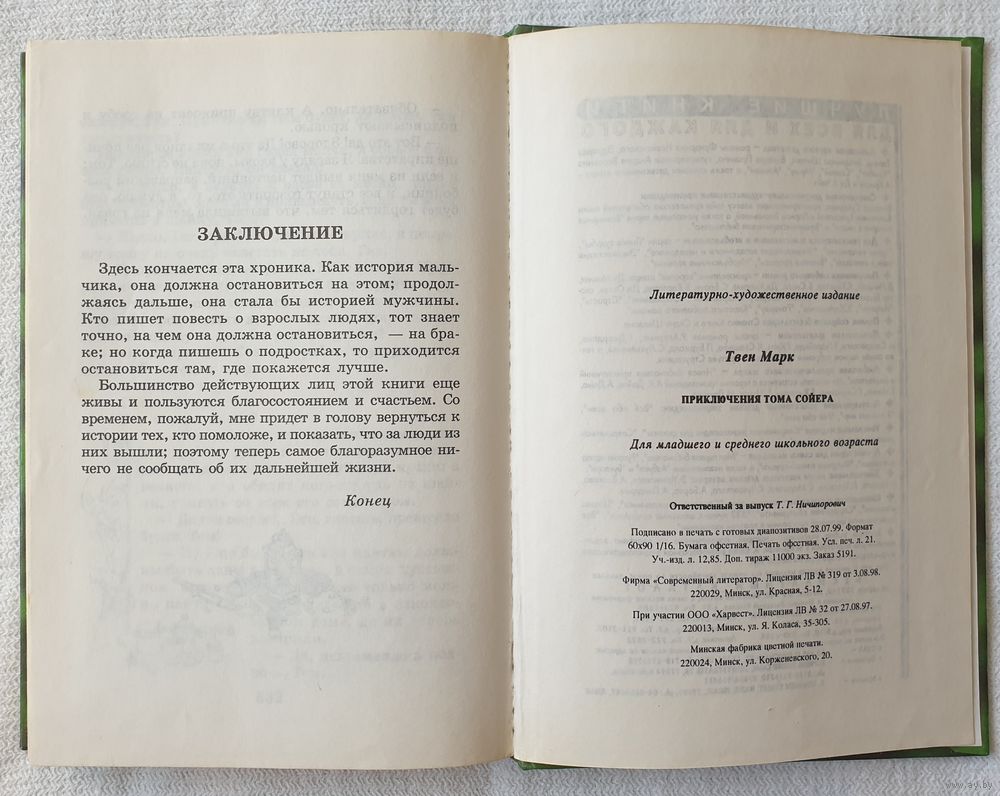 ЗАКЛЮЧЕНИЕ
Здесь кончается эта хроника. Как история маль-
чика, она должна остановиться на этом; продол-
жаясь дальше, она стала бы историей мужчины.
Кто пишет повесть о взрослых людях, тот знает
точно, на чем она должна остановиться, — на бра-
ке; но когда пишешь о подростках, то приходится
остановиться там, где покажется лучше.
Большинство действующих лиц этой книги еще
живы и пользуются благосостоянием и счастьем. Со
временем, пожалуй, мне придет в голову вернуться к
истории тех, кто помоложе, и показать, что за люди из
них вышли; поэтому теперь самое благоразумное ни-
чего не сообщать об их дальнейшей жизни.
Конец
Литературно-художественное издание
Твен Марк
ПРИКЛЮЧЕНИЯ ТОМА СОЙЕРА
Для младшего и среднего школьного возраста
Ответственный за выпуск Т. Г. Ничипорович
Подписано в печать с готовых диапозитивов 28.07.99. Формат
60х90 1/16. Бумага офсетная. Печать офсетная. Усл. печ. л. 21.
Уч.-изд. л. 12,85. Доп. тираж 11000 экз. Заказ 5191.
Фирма «Современный литератор». Лицензия ЛВ № 319 от 3.08.98.
220029, Минск, ул. Красная, 5-12.
При участии ООО «Харвест». Лицензия ЛВ № 32 от 27.08.97.
220013, Минск, ул. Я. Коласа, 35-305.
Минская фабрика цветной печати.
220024, Минск, ул. Корженевского, 20.
www.ay.by